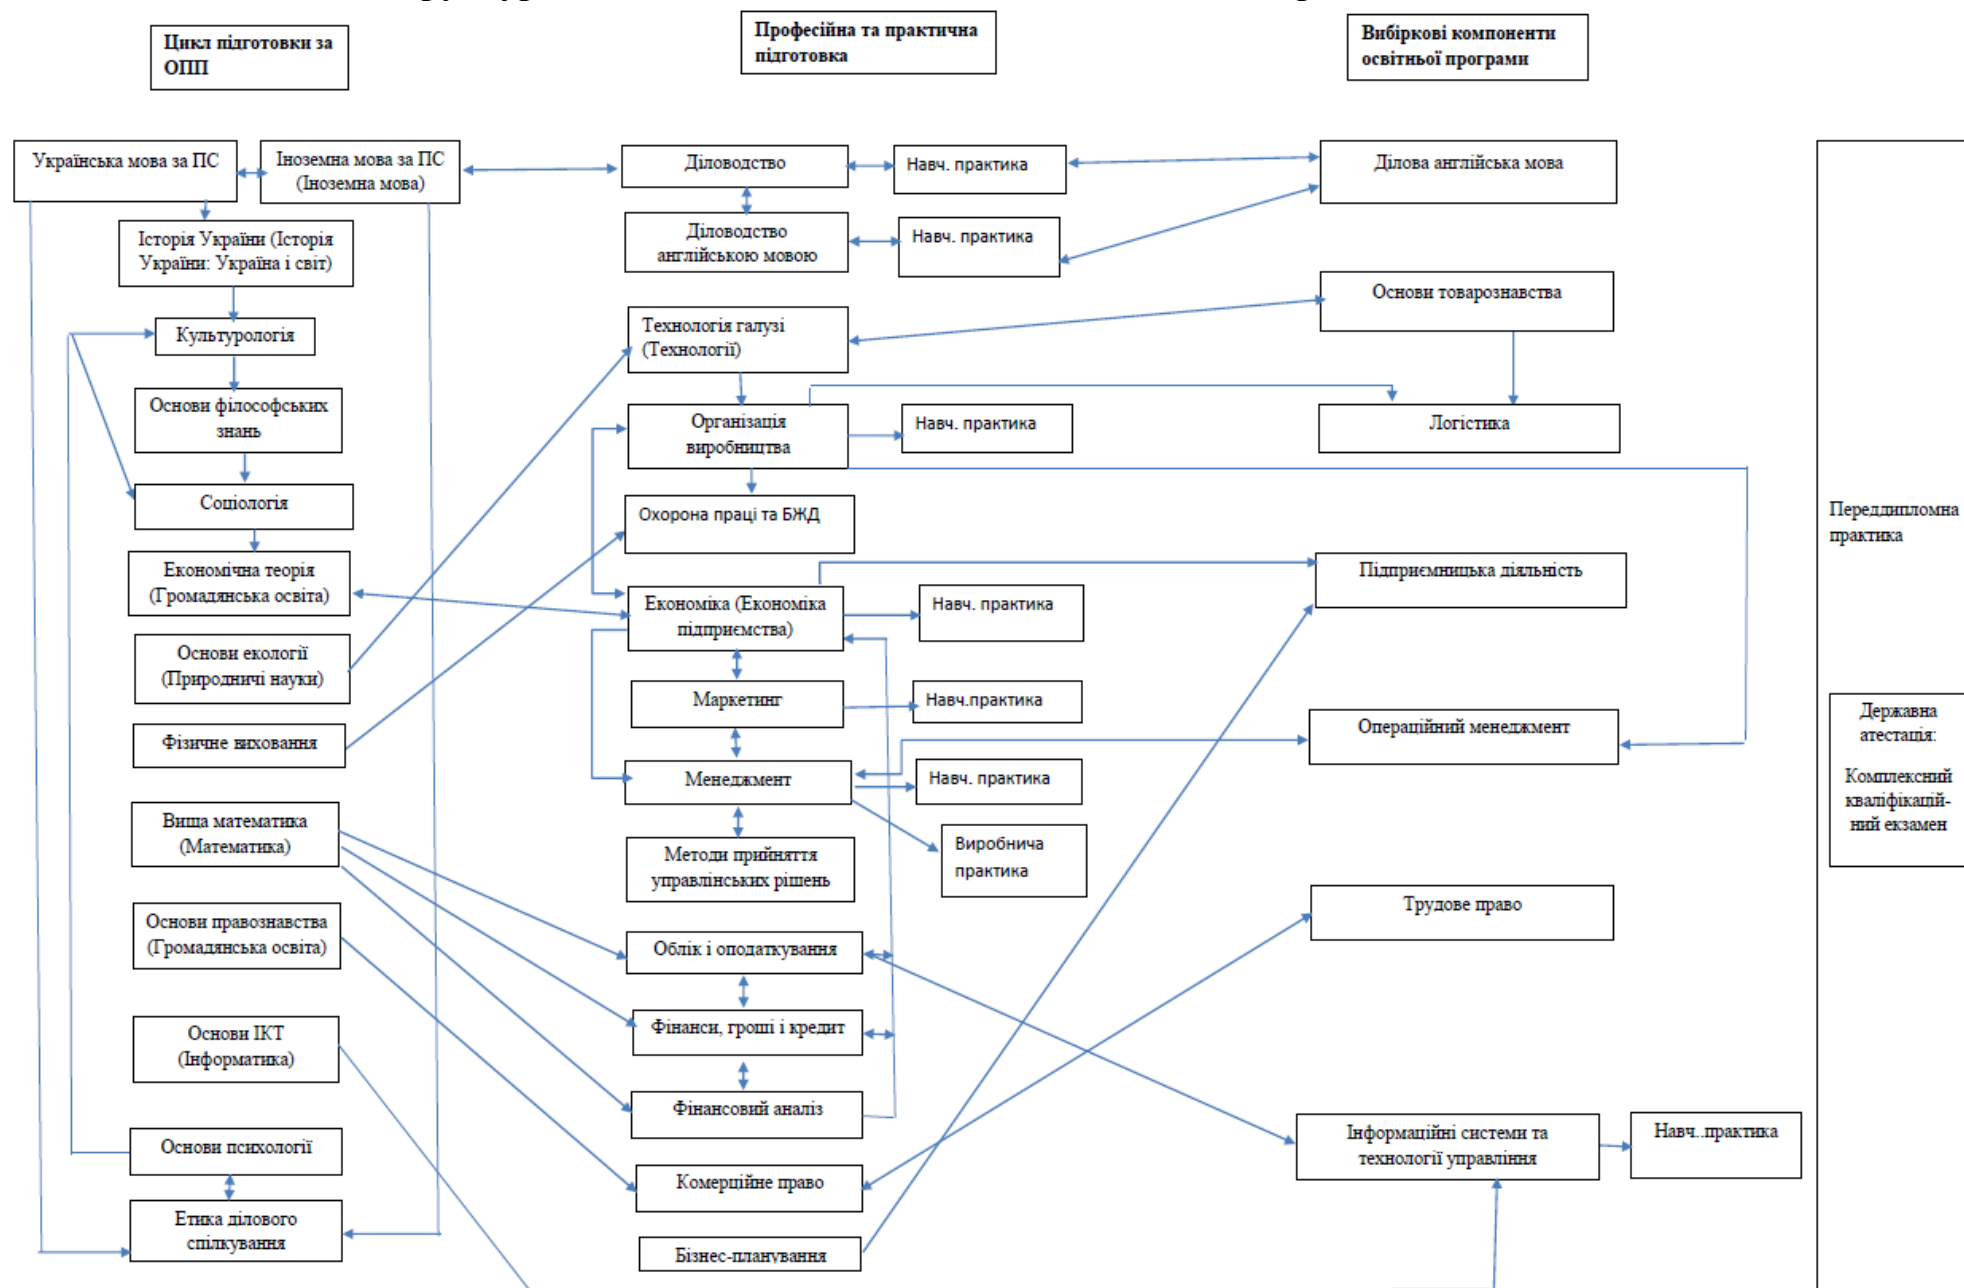 Цикл підготовки за
ОПП
Професійна та практична
підготовка
Вибіркові компоненти
освітньої програми
Українська мова за ПС
Іноземна мова за ПС
(Іноземна мова)
Історія України (Історія
України: Україна і світ)
Культурологія
Основи філософських
знань
Соціологія
Економічна теорія
(Громадянська освіта)
Основи екології
(Природничі науки)
Фізичне виховання
Вища математика
(Математика)
Основи правознавства
(Громадянська освіта)
Основи ІКТ
(Інформатика)
Основи психології
Етика ділового
спілкування
Діловодство
Навч. практика
Діловодство
англійською мовою
Навч. практика
Технологія галузі
(Технології)
Організація
виробництва
Навч. практика
Охорона праці та БЖД
Економіка (Економіка
підприємства)
Навч. практика
Маркетинг
Навч.практика
Менеджмент
Навч. практика
Виробнича
практика
Методи прийняття
управлінських рішень
Облік і оподаткування
Фінанси, гроші і кредит
Фінансовий аналіз
Комерційне право
Бізнес-планування
Ділова англійська мова
Основи товарознавства
Логістика
Підприємницька діяльність
Операційний менеджмент
Трудове право
Інформаційні системи та
технології управління
Навч..практика
Переддипломна
практика
Державна
атестація:
Комплексний
кваліфікацій-
ний екзамен